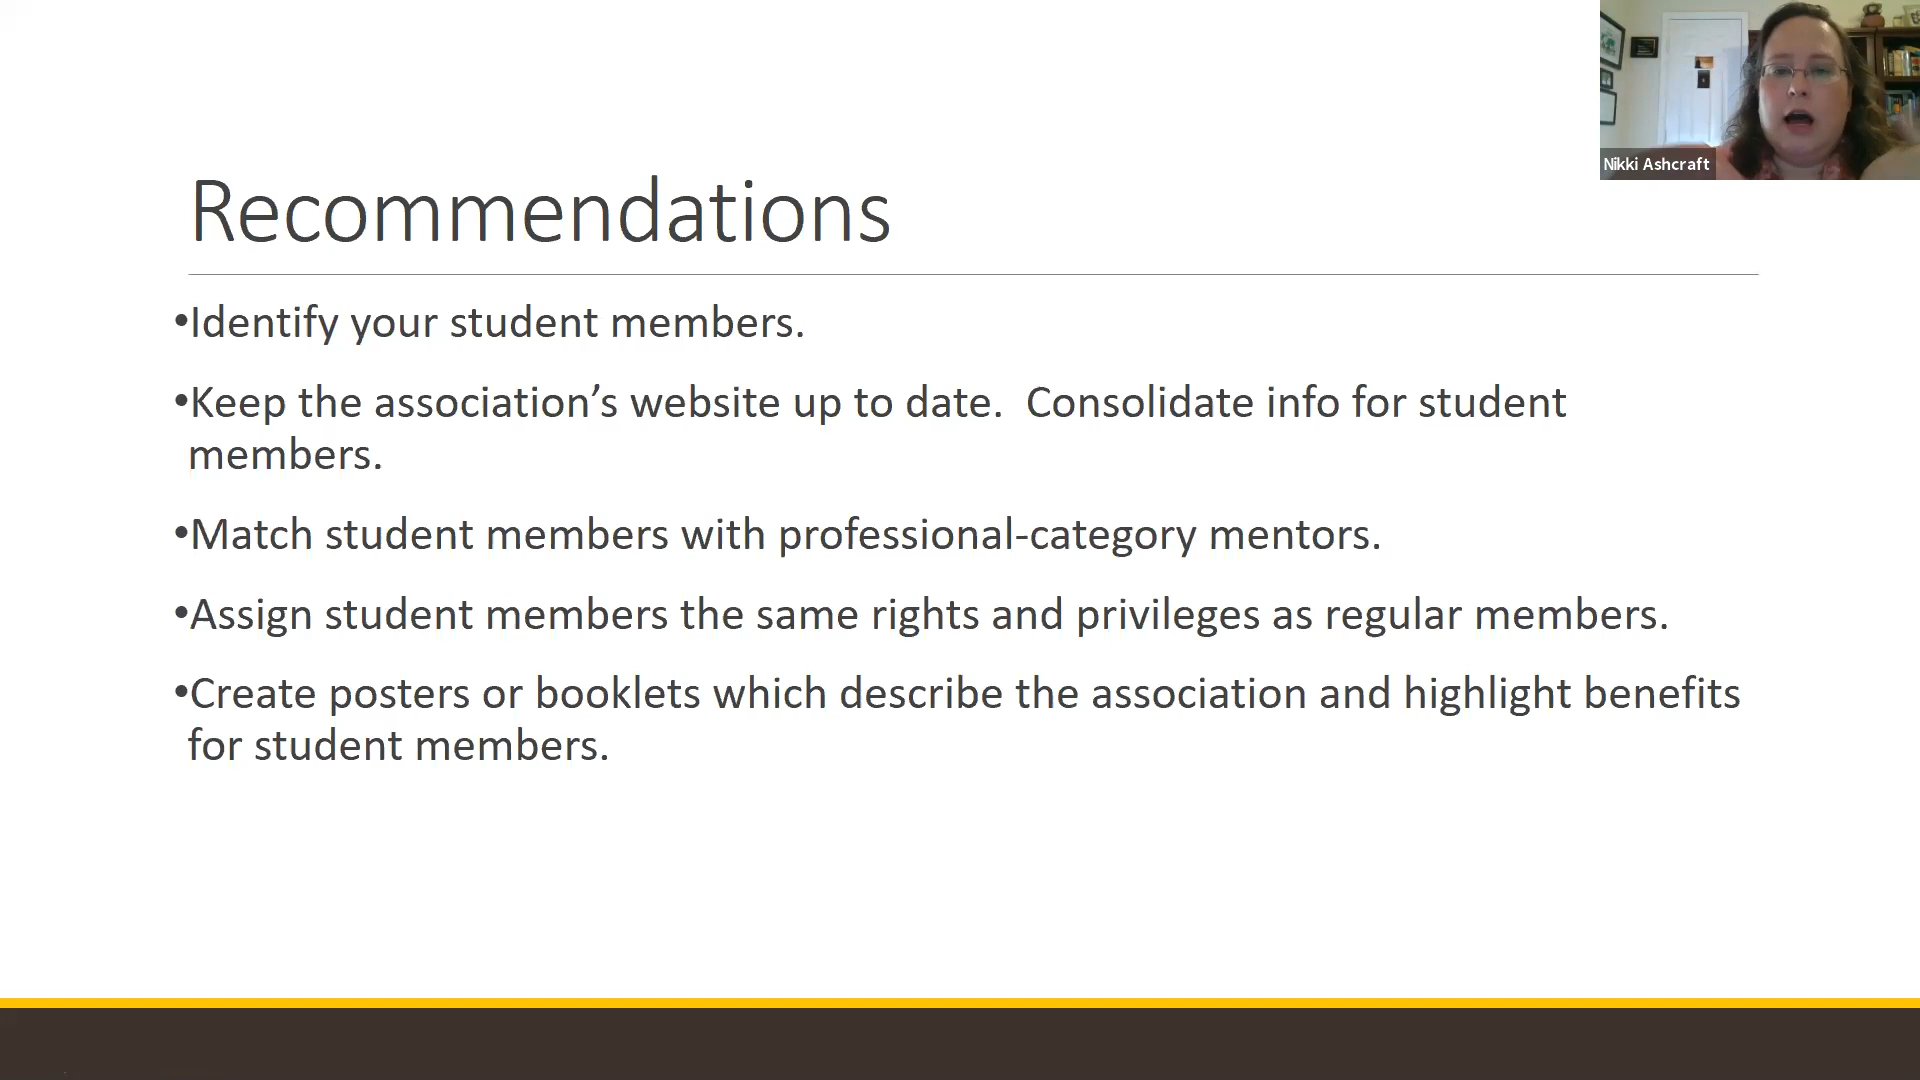 Nikki Ashcraft
Recommendations
•Identify your student members.
•Keep the association’s website up to date.  Consolidate info for student
members.
•Match student members with professional-category mentors.
•Assign student members the same rights and privileges as regular members.
•Create posters or booklets which describe the association and highlight benefits
for student members.